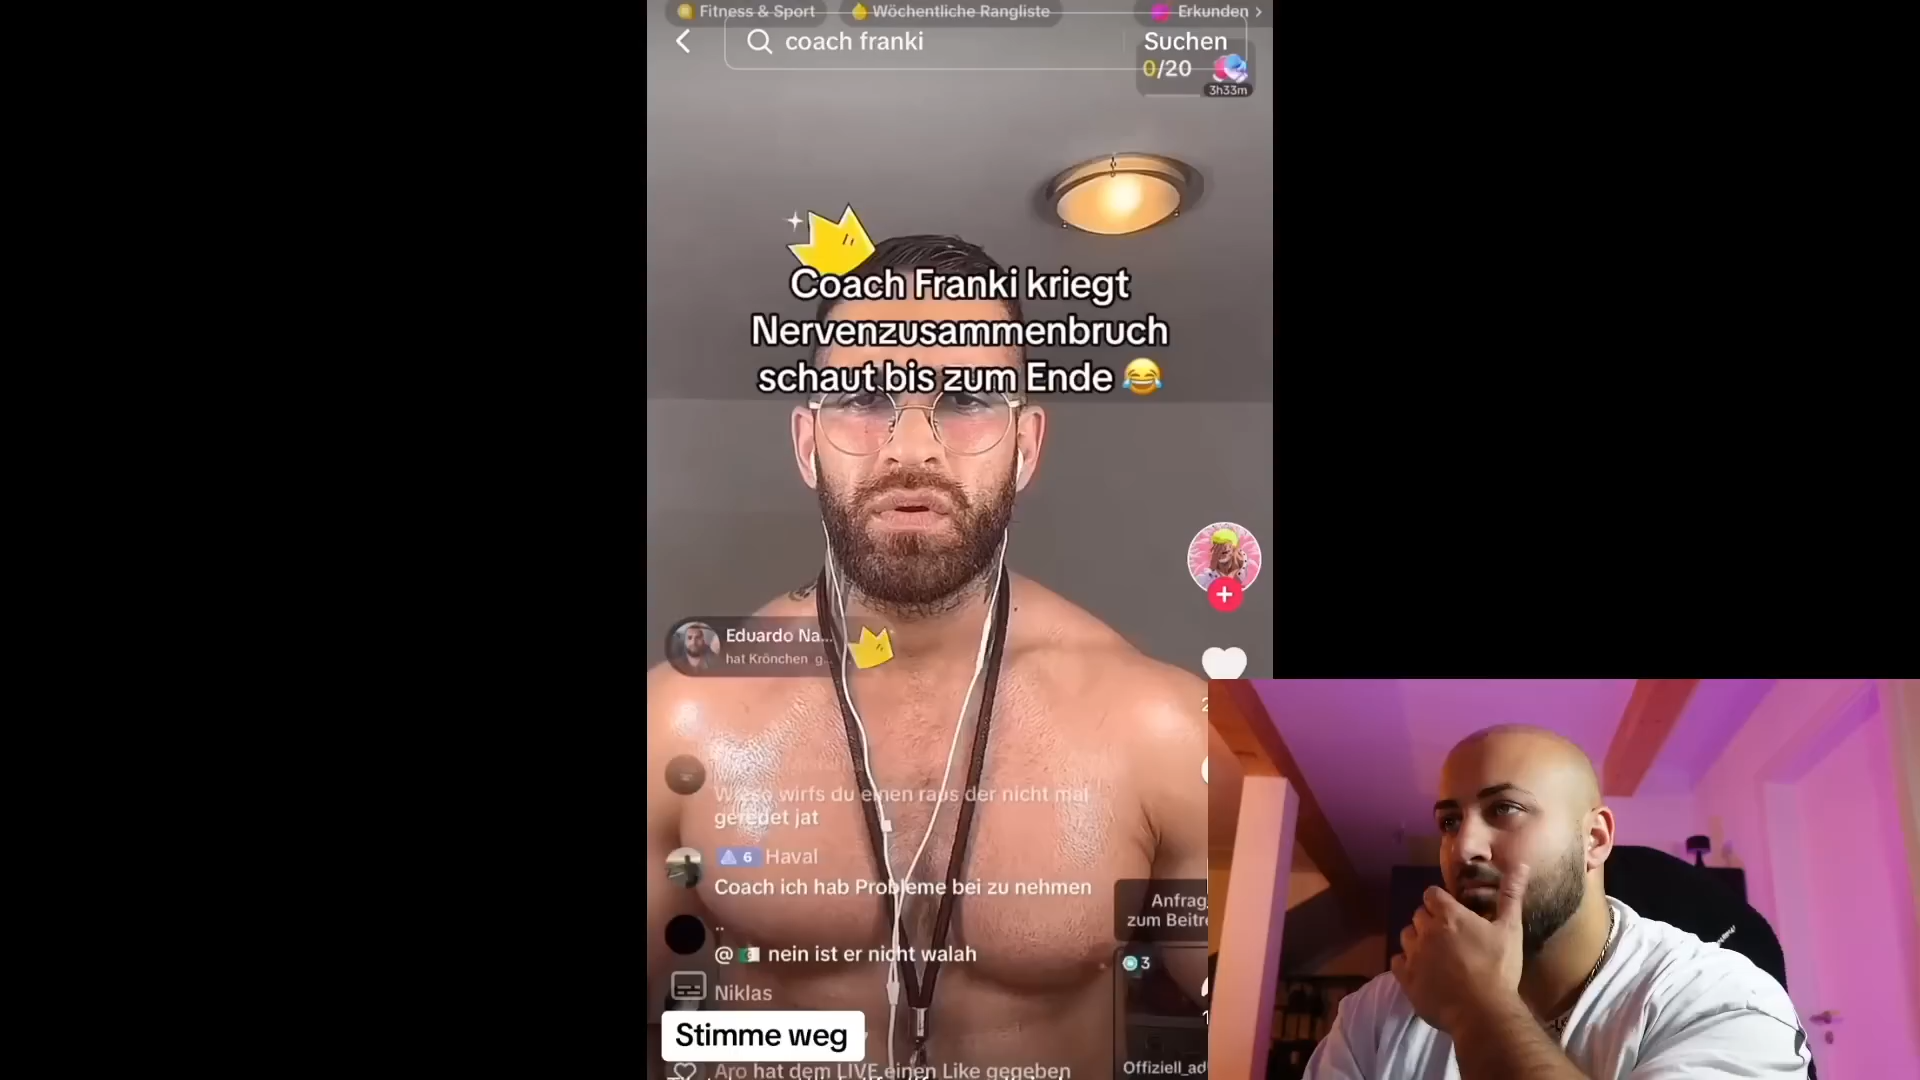 Fitness & Sport
Wöchentliche Rangliste
Erkunden >
coach franki
Suchen
0/20
3h33m
Coach Franki kriegt
Nervenzusammenbruch
schaut bis zum Ende 😂
Eduardo Na...
hat Krönchen g...
Wieso wirfs du einen raus der nicht mal
geredet jat
6 Haval
Coach ich hab Probleme bei zu nehmen
..
@🇩🇿 nein ist er nicht walah
Niklas
Stimme weg
Aro hat dem LIVE einen Like gegeben
Anfrag
zum Beitre
3
Offiziell_ad